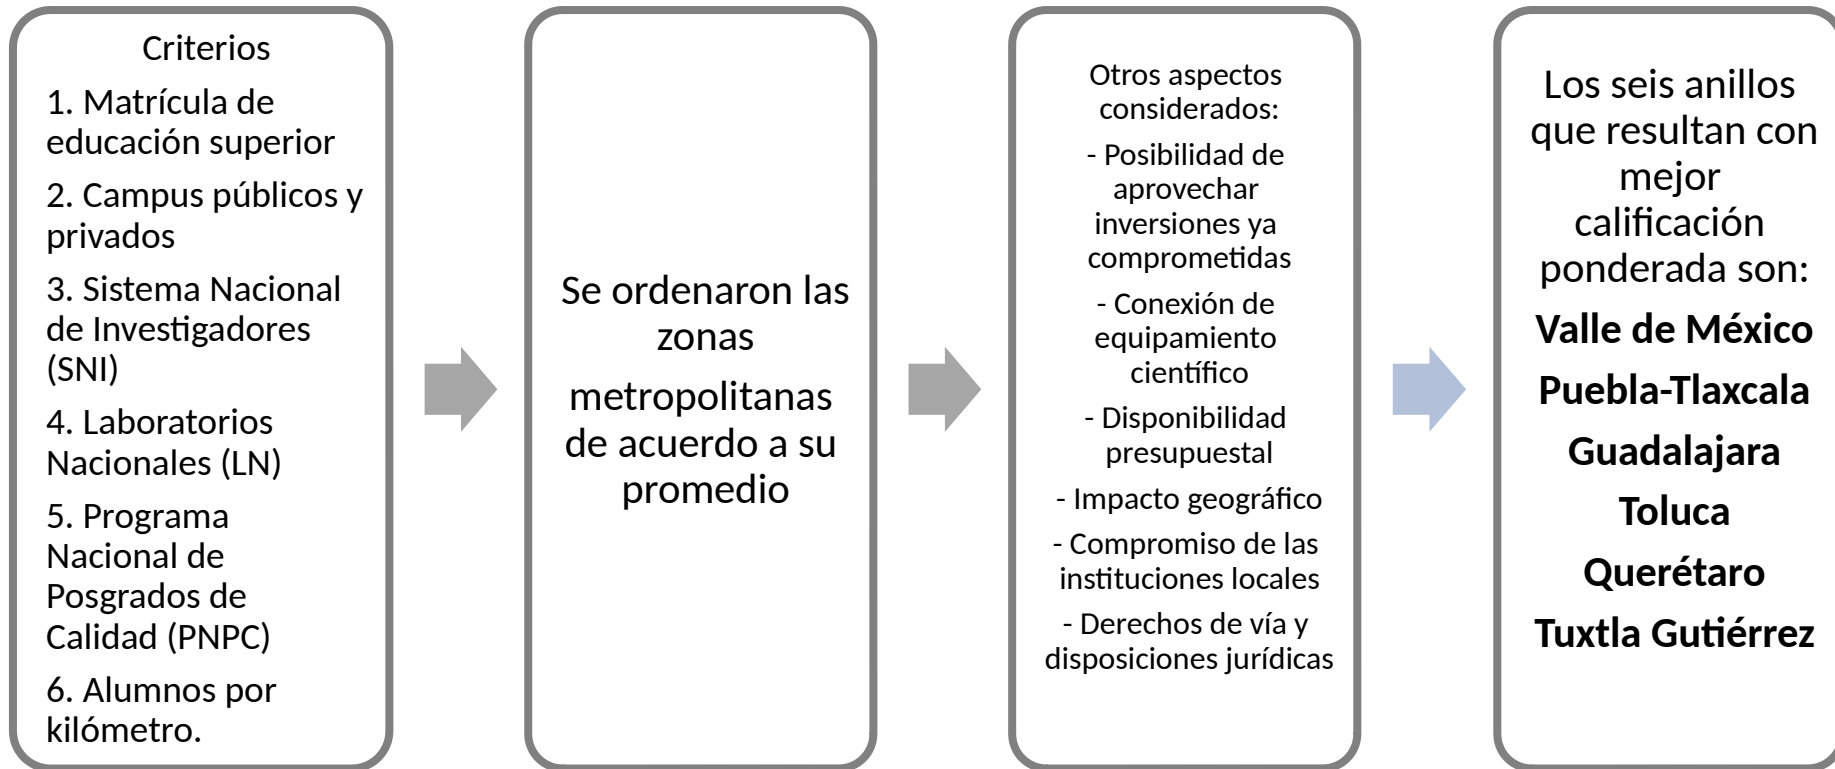 Criterios
1. Matrícula de
educación superior
2. Campus públicos y
privados
3. Sistema Nacional
de Investigadores
(SNI)
4. Laboratorios
Nacionales (LN)
5. Programa
Nacional de
Posgrados de
Calidad (PNPC)
6. Alumnos por
kilómetro.
Se ordenaron las
zonas
metropolitanas
de acuerdo a su
promedio
Otros aspectos
considerados:
- Posibilidad de
aprovechar
inversiones ya
comprometidas
- Conexión de
equipamiento
científico
- Disponibilidad
presupuestal
- Impacto geográfico
- Compromiso de las
instituciones locales
- Derechos de vía y
disposiciones jurídicas
Los seis anillos
que resultan con
mejor
calificación
ponderada son:
Valle de México
Puebla-Tlaxcala
Guadalajara
Toluca
Querétaro
Tuxtla Gutiérrez